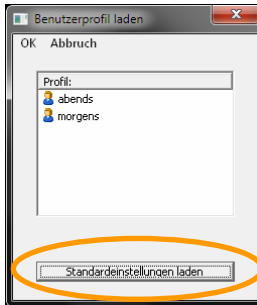 Benutzerprofil laden
OK Abbruch
Profil:
abends
morgens
Standardeinstellungen laden